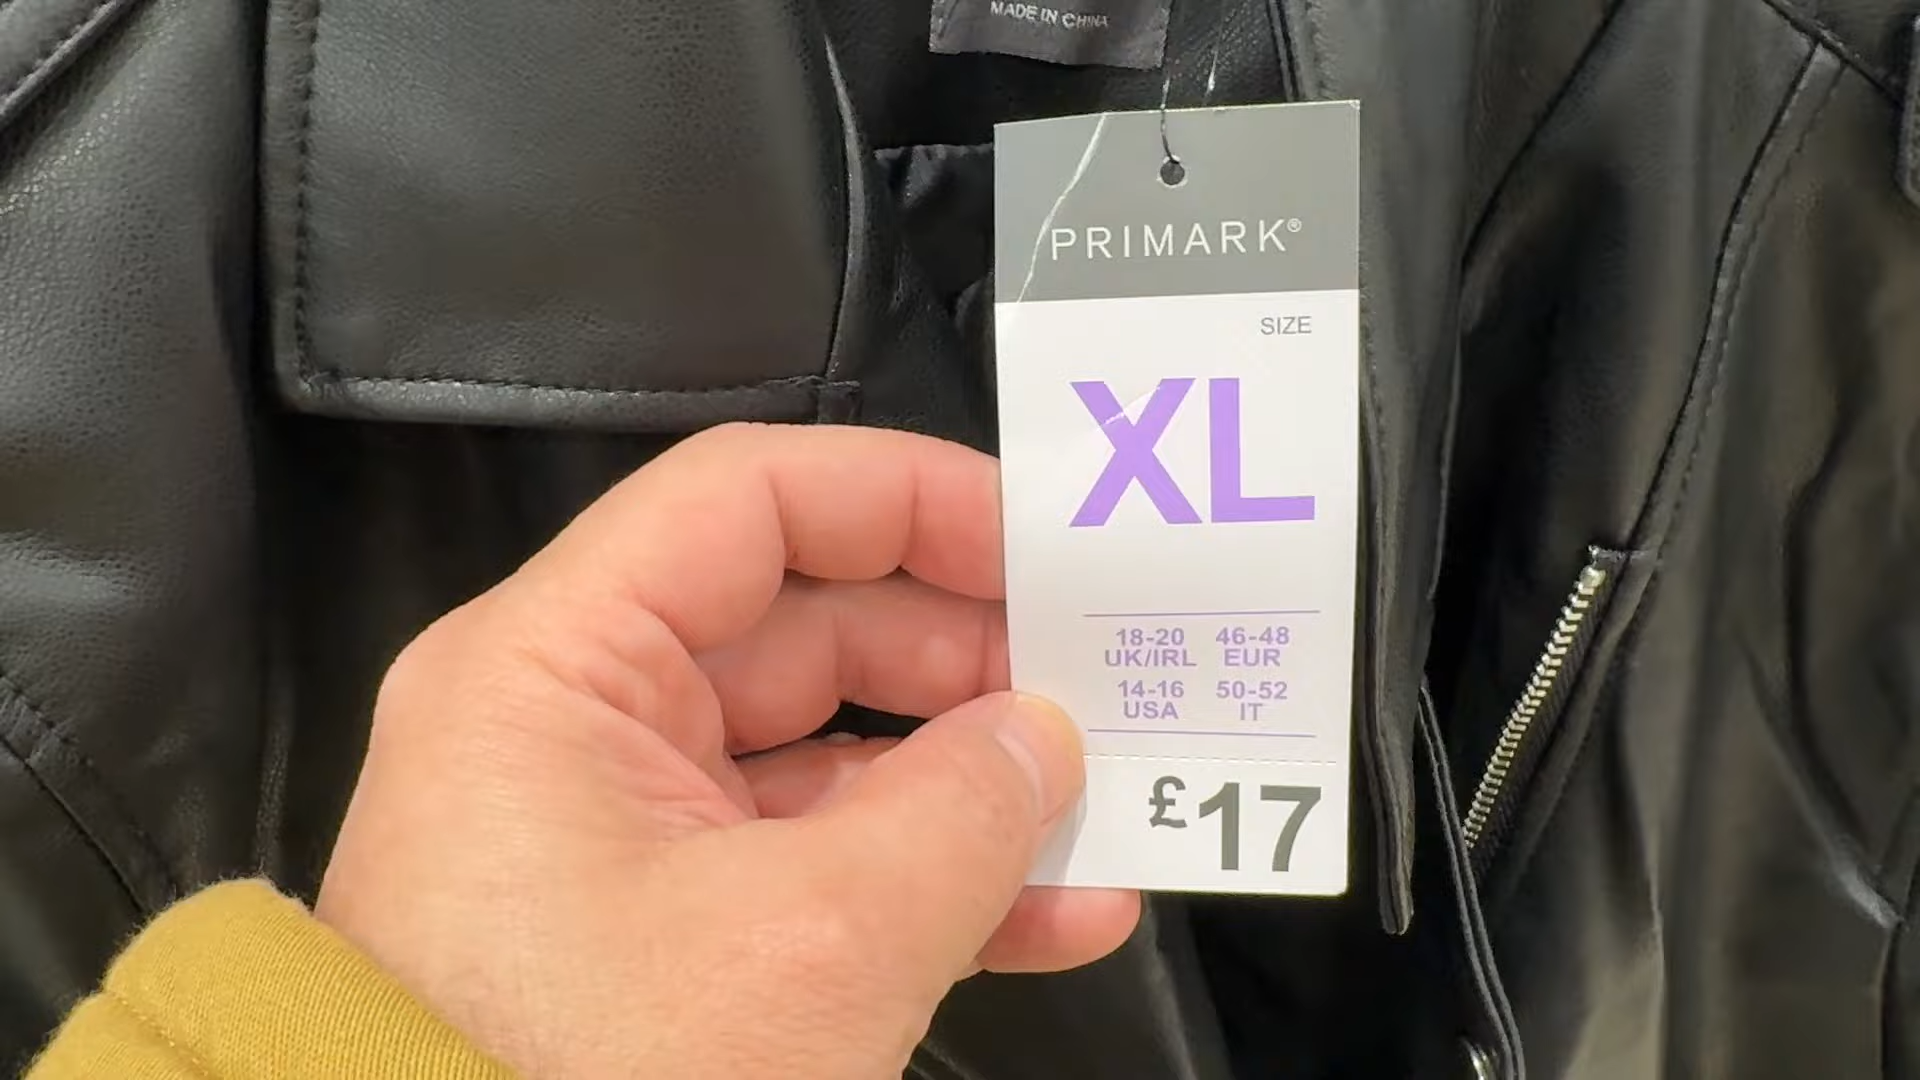 MADE IN CHINA
PRIMARK®
SIZE
XL
18-20 46-48
UK/IRL EUR
14-16 50-52
USA IT
£17